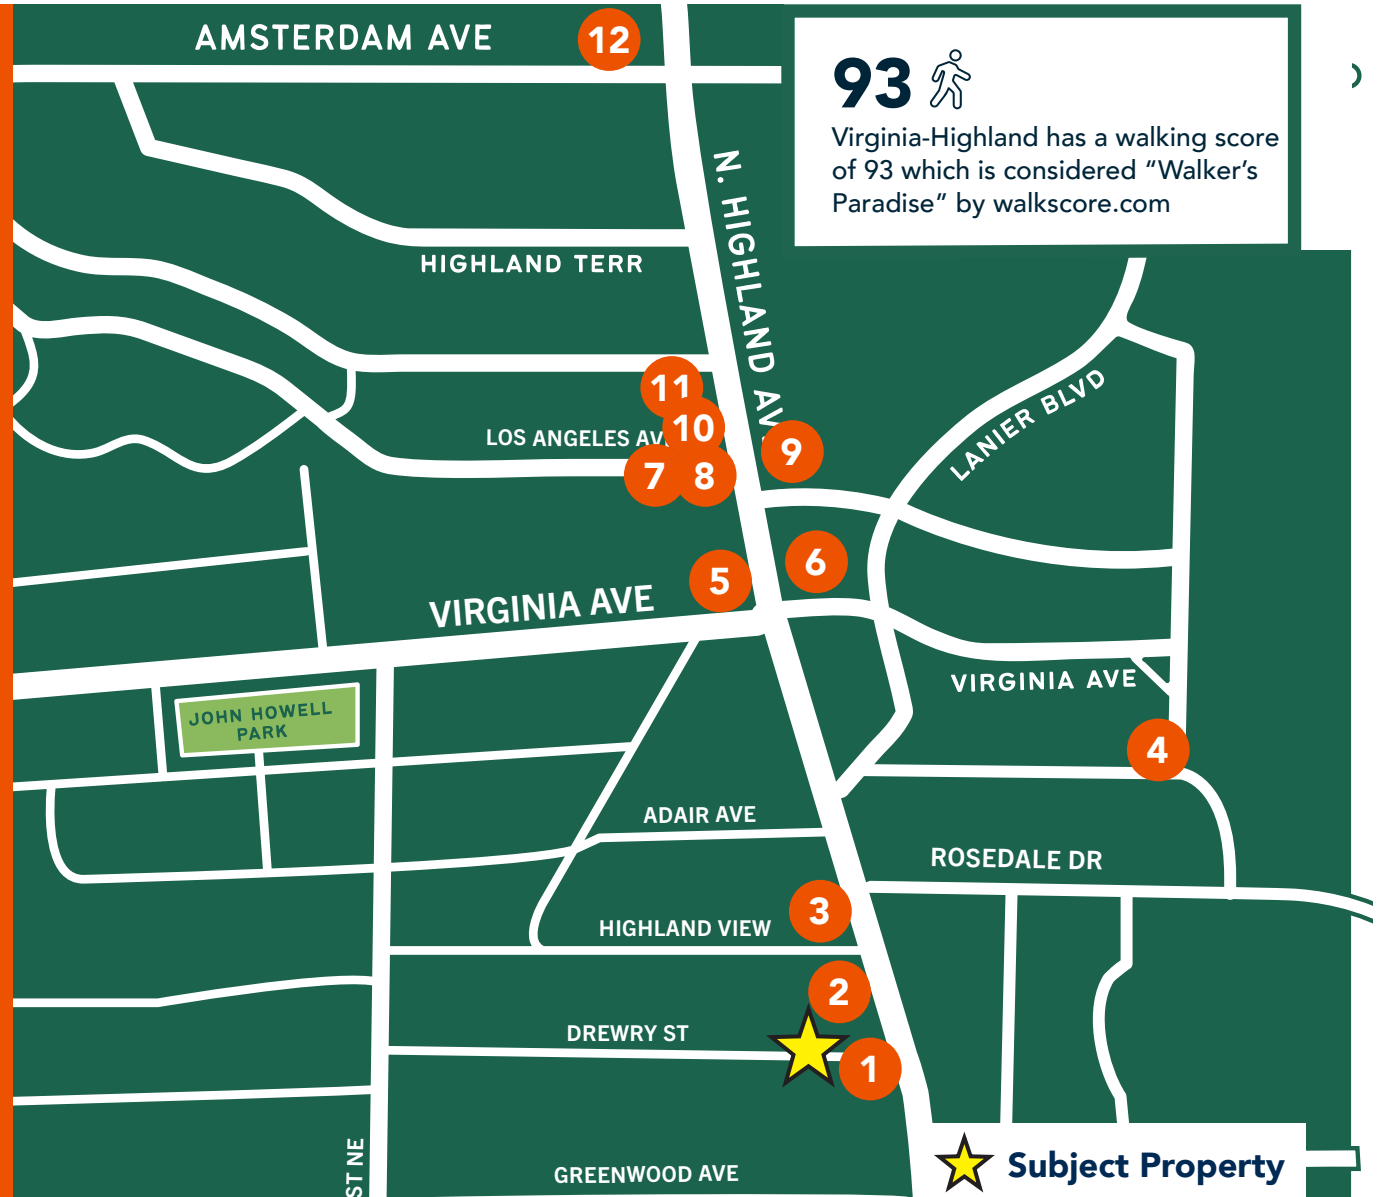 AMSTERDAM AVE
12
93
Virginia-Highland has a walking score
of 93 which is considered “Walker’s
Paradise” by walkscore.com
N. HIGHLAND AV
HIGHLAND TERR
11
LANIER BLVD
LOS ANGELES AV
10
9
7
8
6
5
VIRGINIA AVE
VIRGINIA AVE
JOHN HOWELL
PARK
4
ADAIR AVE
ROSEDALE DR
3
HIGHLAND VIEW
2
DREWRY ST
1
ST NE
GREENWOOD AVE
Subject Property